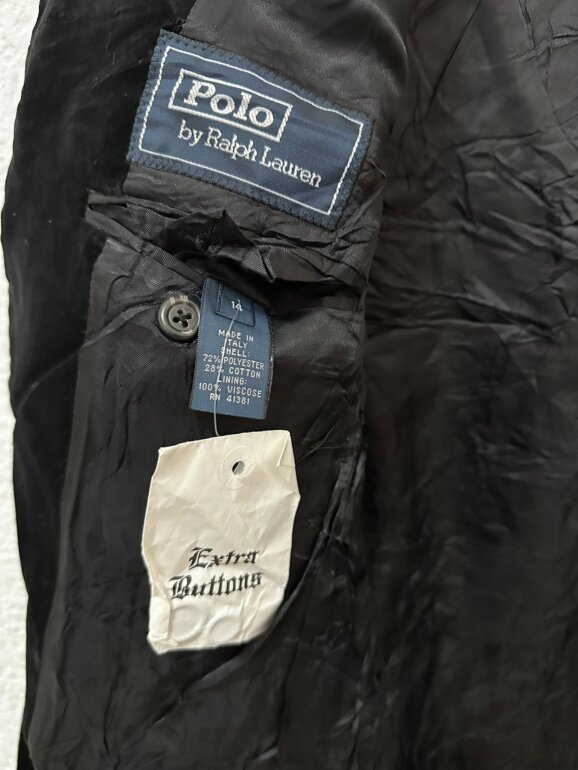 Polo
by Ralph Lauren
14
MADE IN
ITALY
SHELL:
72% POLYESTER
28% COTTON
LINING:
100% VISCOSE
RN 41381
Extra
Buttons